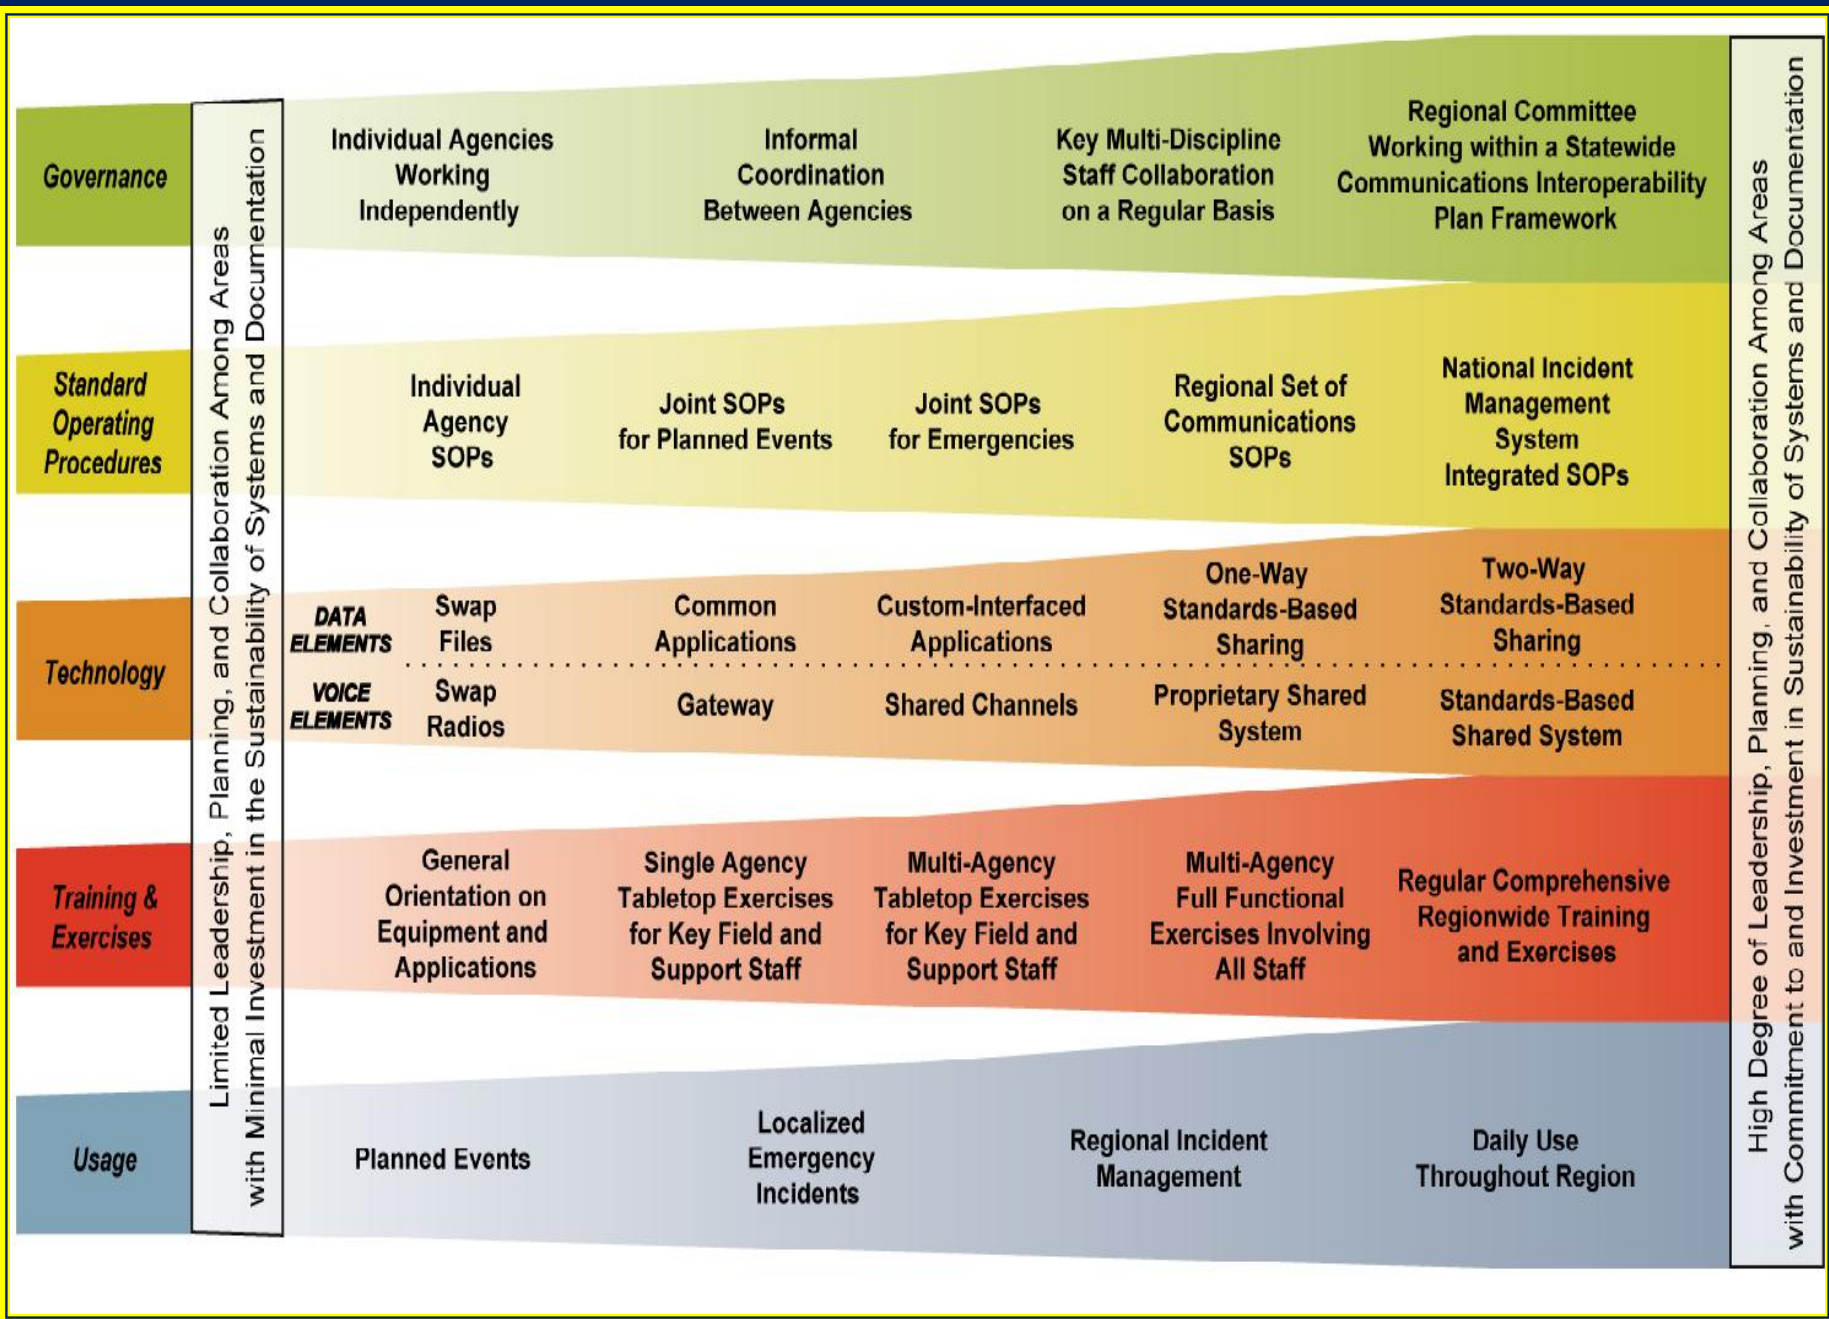 Governance
Individual Agencies
Working
Independently
Informal
Coordination
Between Agencies
Key Multi-Discipline
Staff Collaboration
on a Regular Basis
Regional Committee
Working within a Statewide
Communications Interoperability
Plan Framework
Standard
Operating
Procedures
Individual
Agency
SOPs
Joint SOPs
for Planned Events
Joint SOPs
for Emergencies
Regional Set of
Communications
SOPs
National Incident
Management
System
Integrated SOPs
Technology
DATA
ELEMENTS
Swap
Files
Common
Applications
Custom-Interfaced
Applications
One-Way
Standards-Based
Sharing
Two-Way
Standards-Based
Sharing
VOICE
ELEMENTS
Swap
Radios
Gateway
Shared Channels
Proprietary Shared
System
Standards-Based
Shared System
Training &
Exercises
General
Orientation on
Equipment and
Applications
Single Agency
Tabletop Exercises
for Key Field and
Support Staff
Multi-Agency
Tabletop Exercises
for Key Field and
Support Staff
Multi-Agency
Full Functional
Exercises Involving
All Staff
Regular Comprehensive
Regionwide Training
and Exercises
Usage
Planned Events
Localized
Emergency
Incidents
Regional Incident
Management
Daily Use
Throughout Region
Limited Leadership, Planning, and Collaboration Among Areas
with Minimal Investment in the Sustainability of Systems and Documentation
High Degree of Leadership, Planning, and Collaboration Among Areas
with Commitment to and Investment in Sustainability of Systems and Documentation